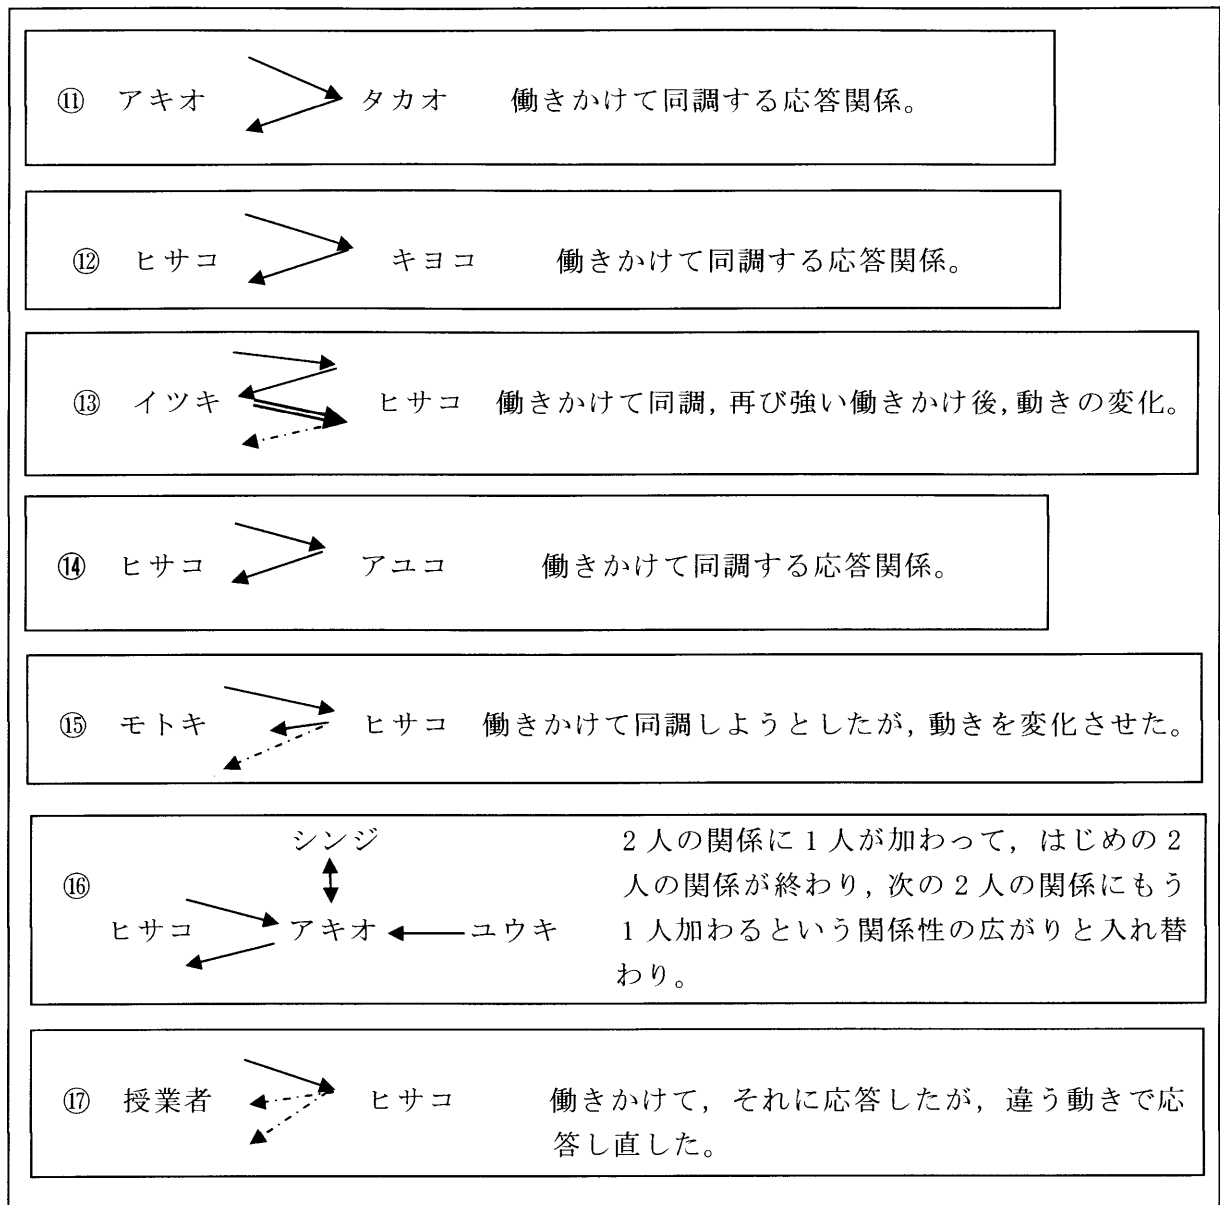 ⑪ アキオ タカオ 働きかけて同調する応答関係。
⑫ ヒサコ キヨコ 働きかけて同調する応答関係。
⑬ イツキ ヒサコ 働きかけて同調,再び強い働きかけ後,動きの変化。
⑭ ヒサコ アユコ 働きかけて同調する応答関係。
⑮ モトキ ヒサコ 働きかけて同調しようとしたが,動きを変化させた。
⑯
シンジ
ヒサコ アキオ ユウキ
2人の関係に1人が加わって,はじめの2
人の関係が終わり,次の2人の関係にもう
1人加わるという関係性の広がりと入れ替
わり。
⑰ 授業者 ヒサコ 働きかけて,それに応答したが,違う動きで応
答し直した。